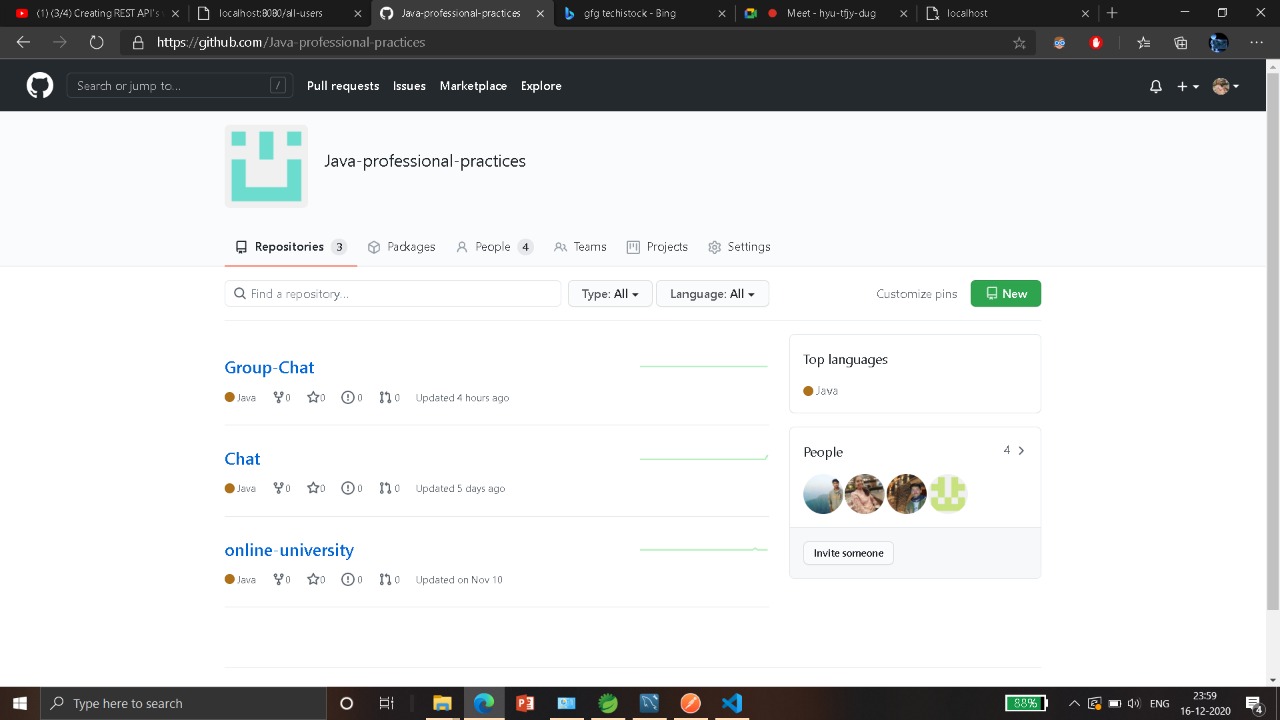 (1) (3/4) Creating REST API's
localhost:8080/all-users
Java-professional-practices
gfg techistock - Bing
Meet - hyu-tfjy-dug
localhost
https://github.com/Java-professional-practices
Search or jump to...
/
Pull requests
Issues
Marketplace
Explore
Java-professional-practices
Repositories 3
Packages
People 4
Teams
Projects
Settings
Find a repository...
Type: All
Language: All
Customize pins
New
Group-Chat
Java 0 0 0 0 Updated 4 hours ago
Chat
Java 0 0 0 0 Updated 5 days ago
online-university
Java 0 0 0 0 Updated on Nov 10
Top languages
Java
People 4
Invite someone
Type here to search
88%
ENG
23:59
16-12-2020
4